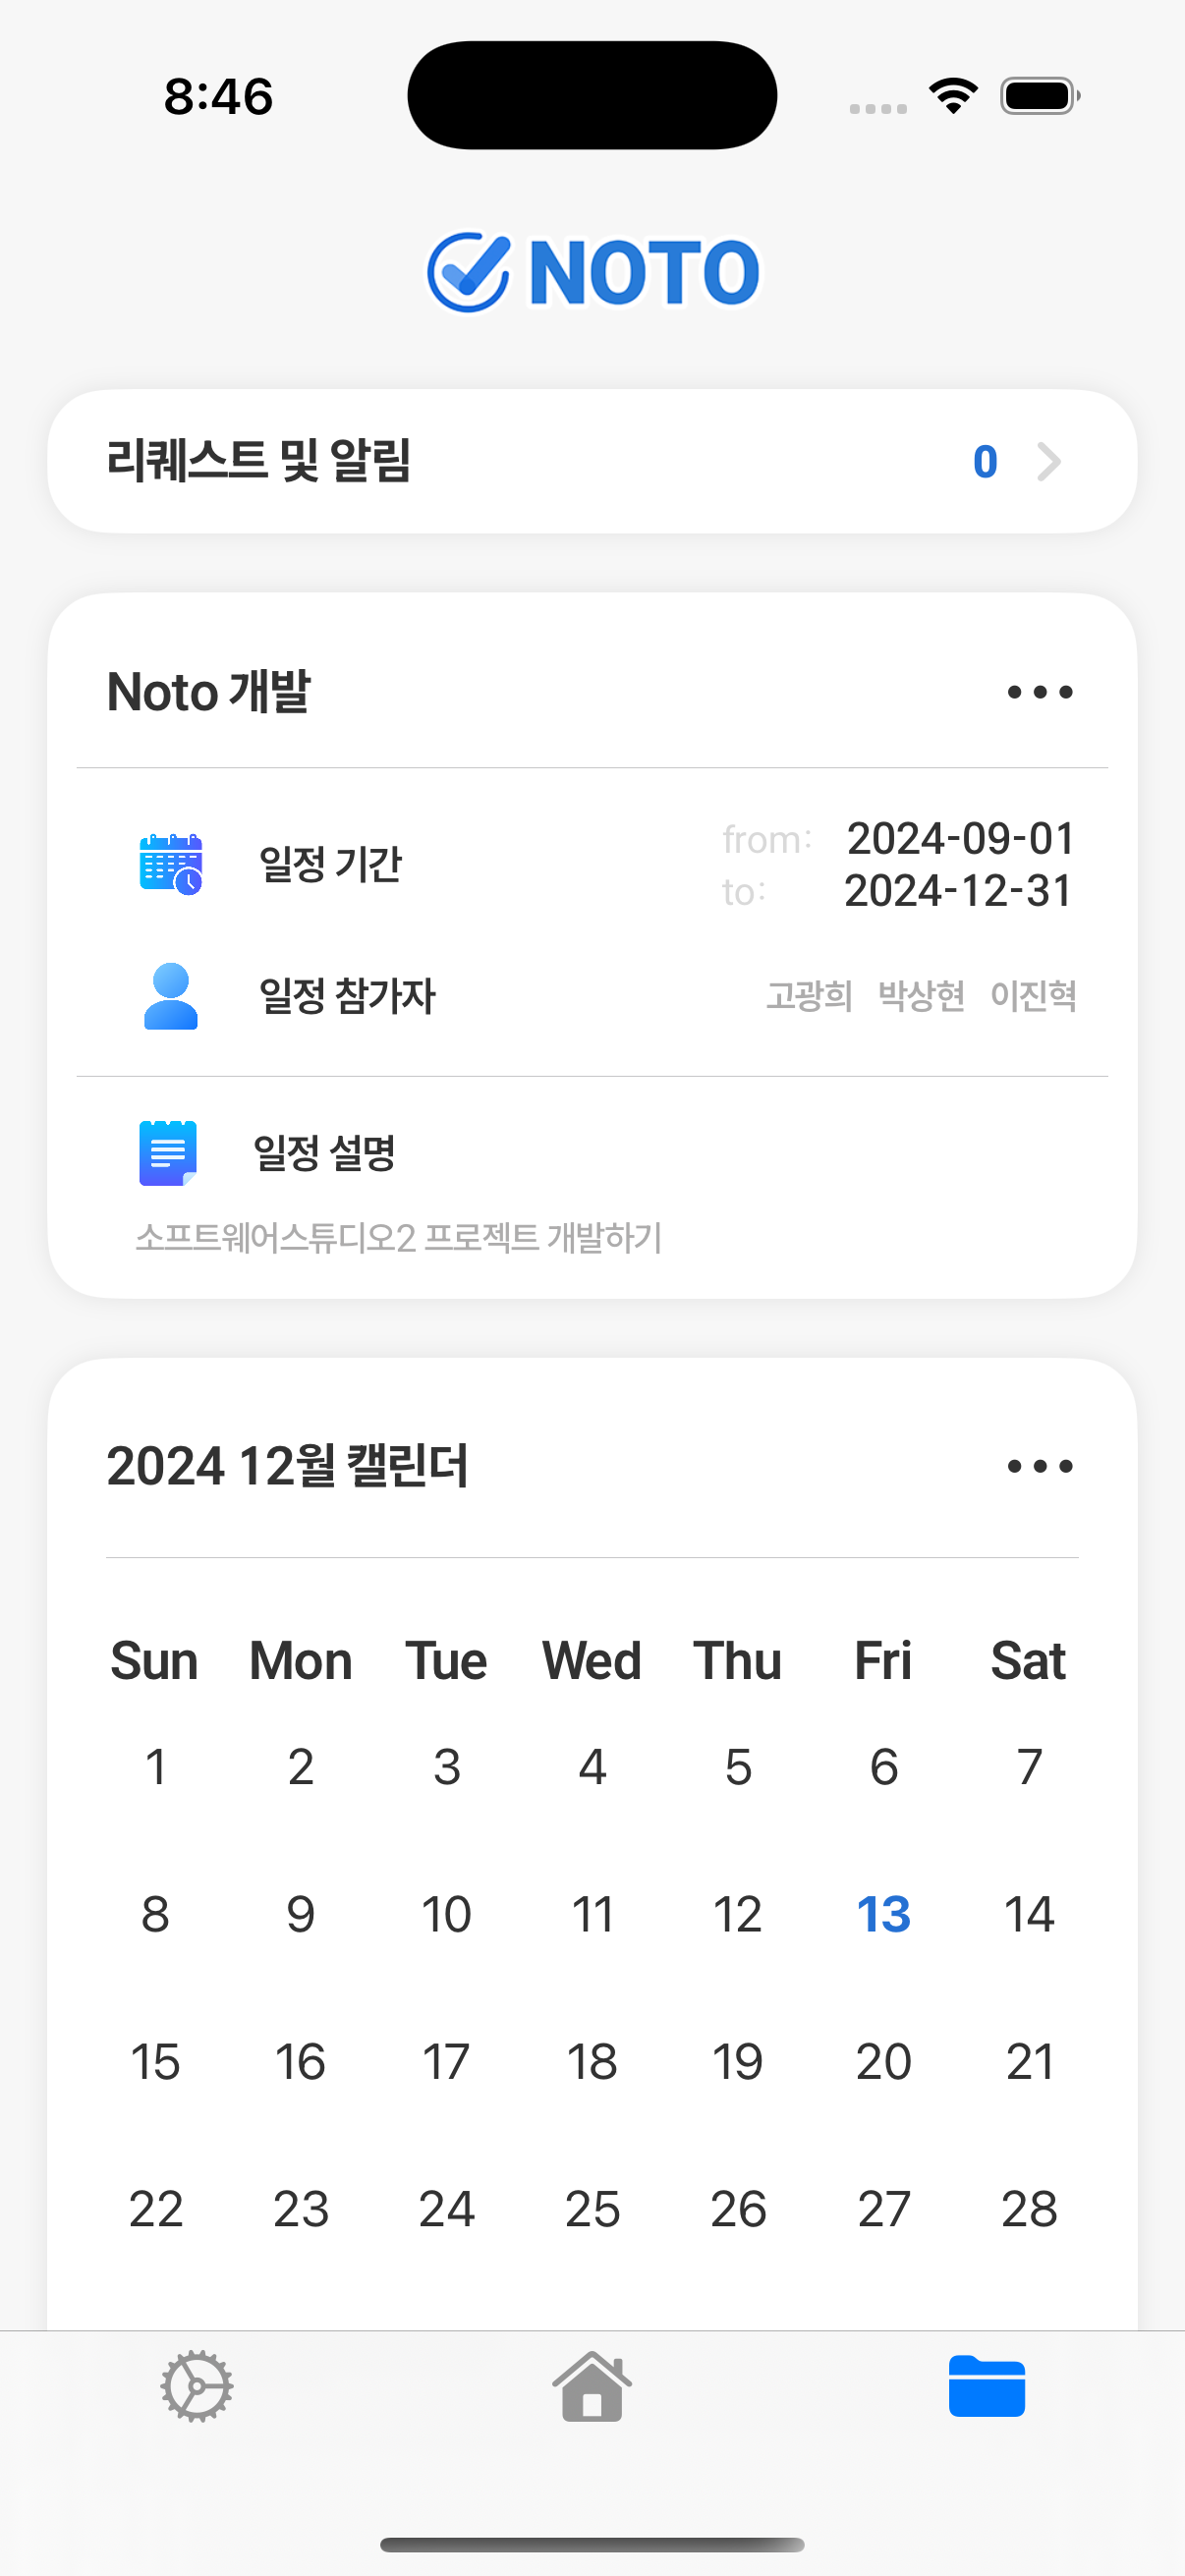 8:46
NOTO
리퀘스트 및 알림 0
Noto 개발
일정 기간 from: 2024-09-01
to: 2024-12-31
일정 참가자 고광희 박상현 이진혁
일정 설명
소프트웨어스튜디오2 프로젝트 개발하기
2024 12월 캘린더
Sun Mon Tue Wed Thu Fri Sat
1 2 3 4 5 6 7
8 9 10 11 12 13 14
15 16 17 18 19 20 21
22 23 24 25 26 27 28